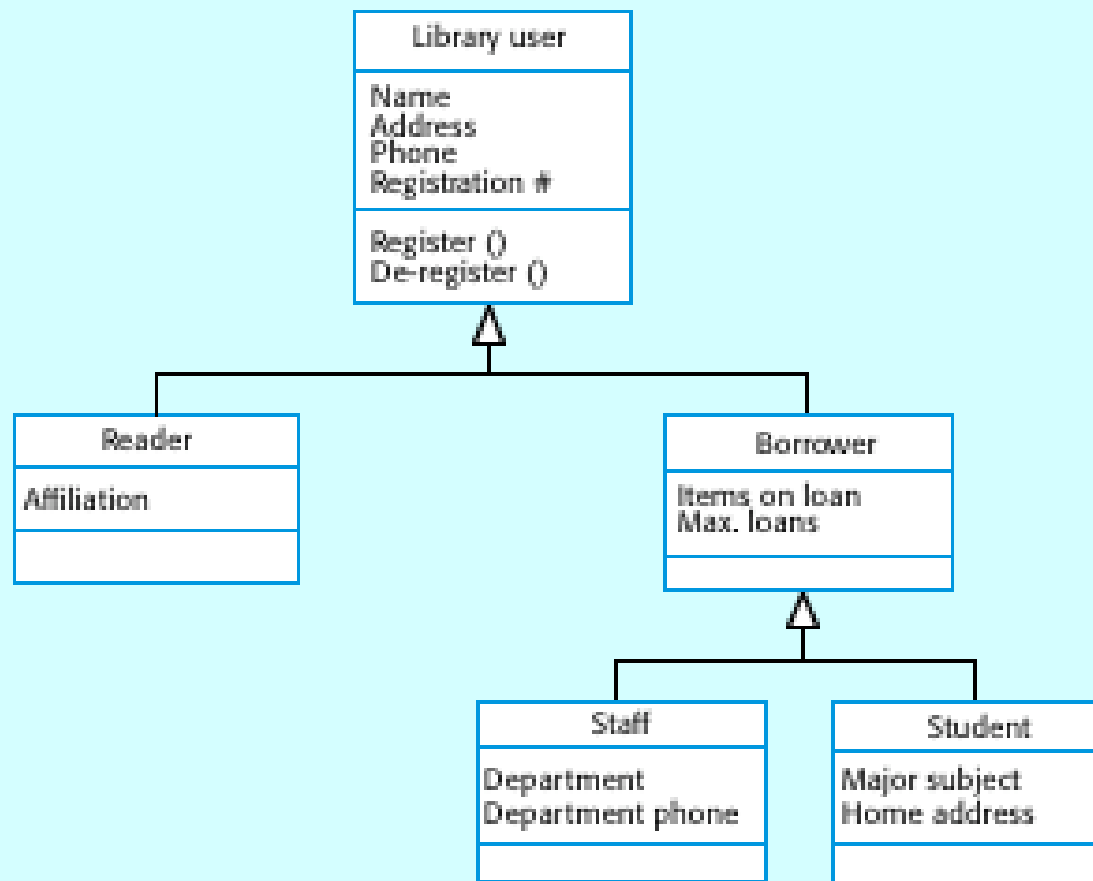 Library user
Name
Address
Phone
Registration #
Register ()
De-register ()
Reader
Affiliation
Borrower
Items on loan
Max. loans
Staff
Department
Department phone
Student
Major subject
Home address